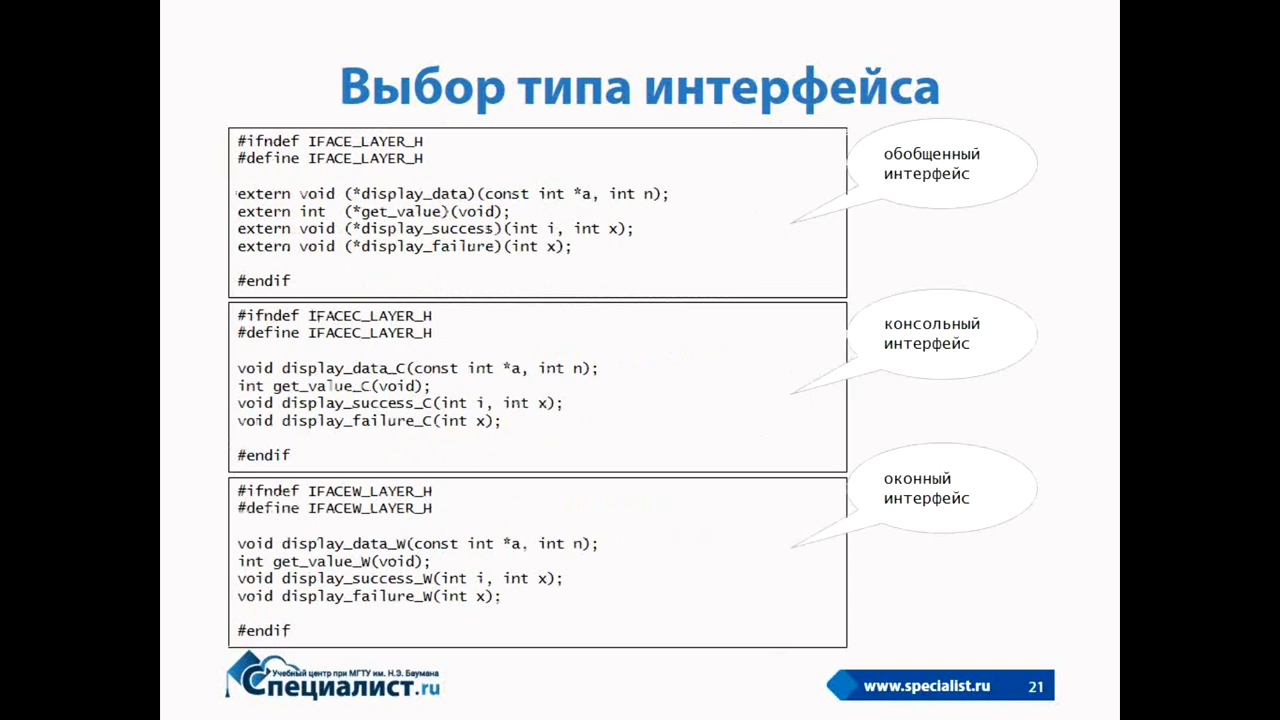 Выбор типа интерфейса
#ifndef IFACE_LAYER_H
#define IFACE_LAYER_H
extern void (*display_data)(const int *a, int n);
extern int  (*get_value)(void);
extern void (*display_success)(int i, int x);
extern void (*display_failure)(int x);
#endif
обобщенный
интерфейс
#ifndef IFACEC_LAYER_H
#define IFACEC_LAYER_H
void display_data_C(const int *a, int n);
int get_value_C(void);
void display_success_C(int i, int x);
void display_failure_C(int x);
#endif
консольный
интерфейс
#ifndef IFACEW_LAYER_H
#define IFACEW_LAYER_H
void display_data_W(const int *a, int n);
int get_value_W(void);
void display_success_W(int i, int x);
void display_failure_W(int x);
#endif
оконный
интерфейс
Учебный центр при МГТУ им. Н.Э. Баумана
Специалист.ru
www.specialist.ru
21